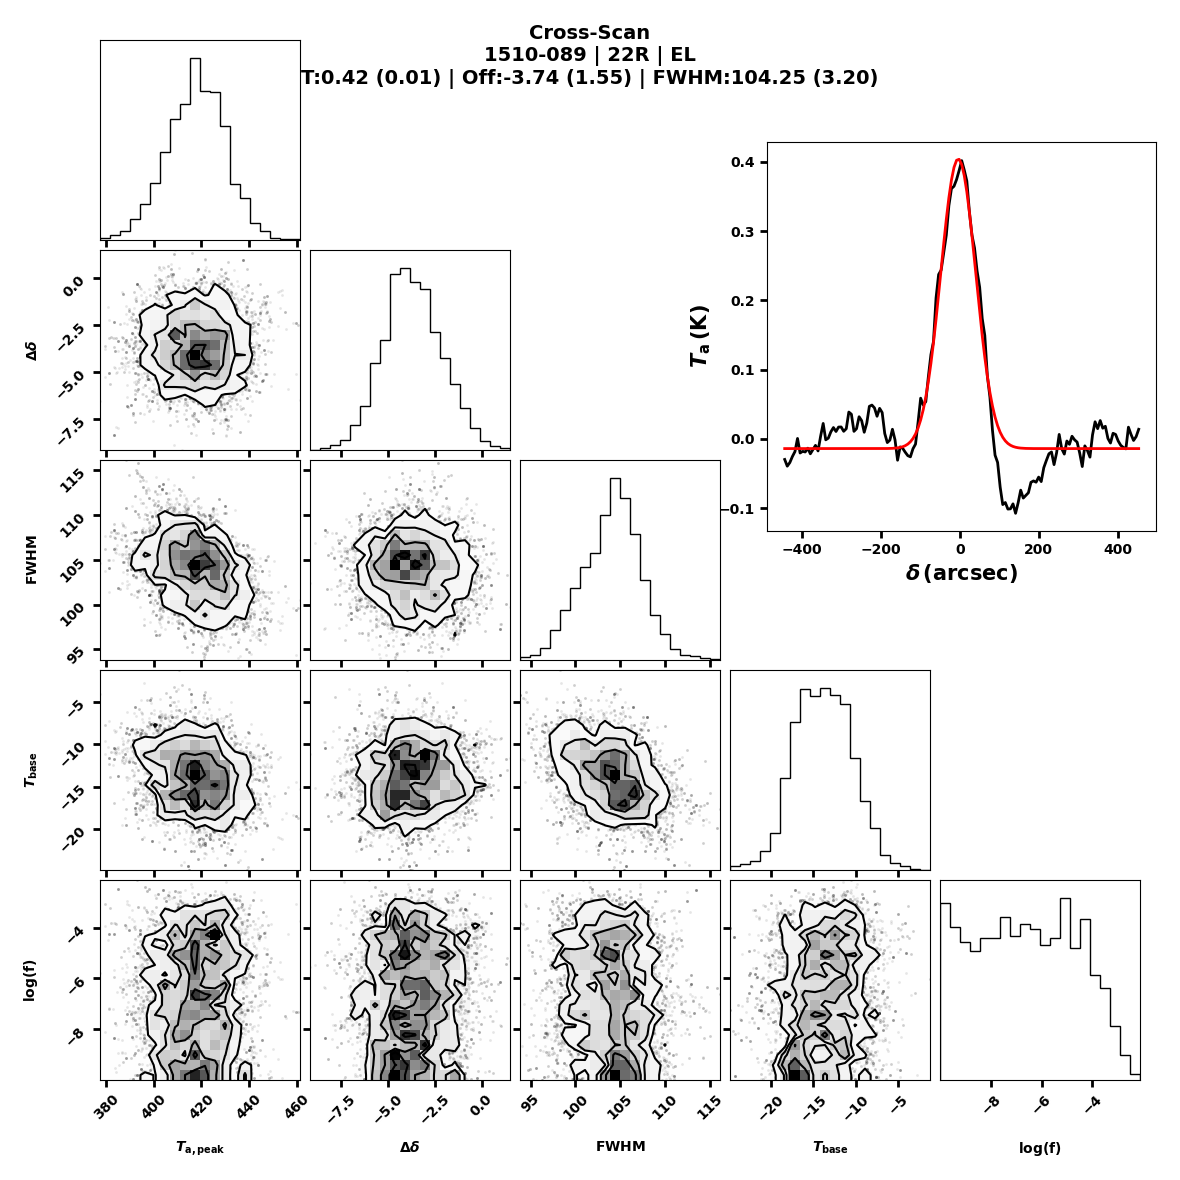 Cross-Scan
1510-089 | 22R | EL
T:0.42 (0.01) | Off:-3.74 (1.55) | FWHM:104.25 (3.20)
0.4
0.3
0.2
0.1
0.0
−0.1
T_a (K)
−400 −200 0 200 400
δ (arcsec)
0.0
−2.5
−5.0
−7.5
Δδ
115
110
105
100
95
FWHM
−5
−10
−15
−20
T_base
−4
−6
−8
log(f)
380 400 420 440 460
−7.5 −5.0 −2.5 0.0
95 100 105 110 115
−20 −15 −10 −5
−8 −6 −4
T_a,peak Δδ FWHM T_base log(f)